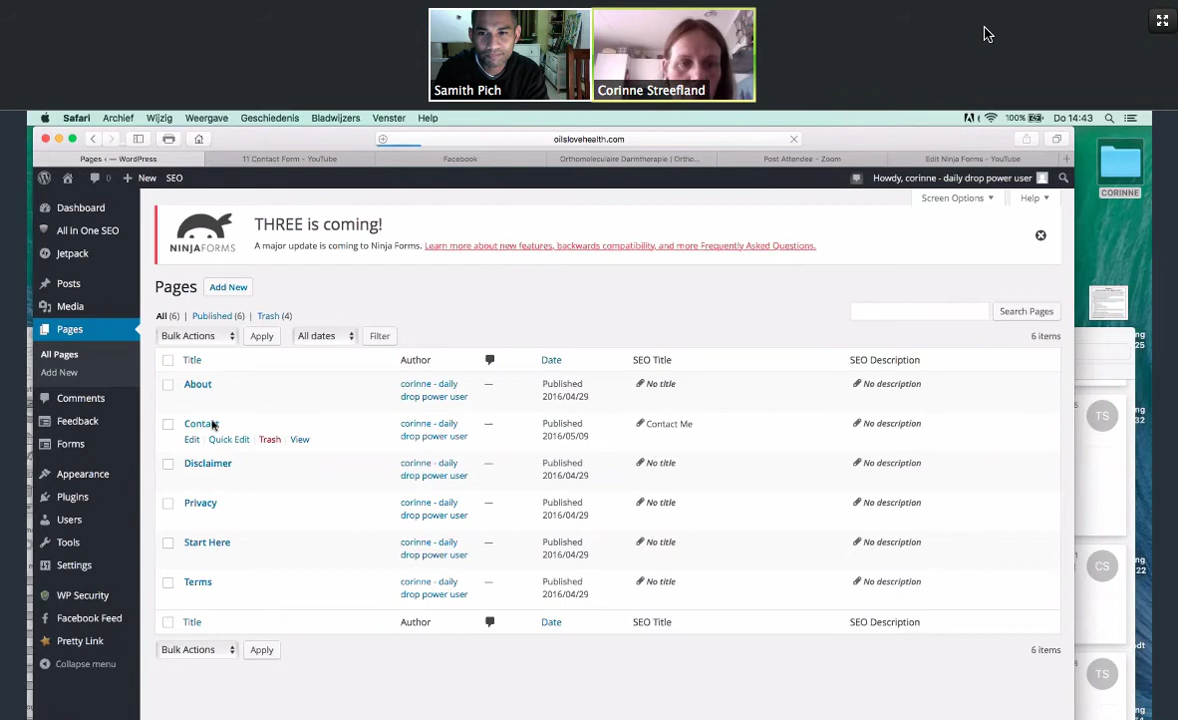 Samith Pich
Corinne Streefland
Safari Archief Wijzig Weergave Geschiedenis Bladwijzers Venster Help
100% Do 14:43
oilslovehealth.com
Pages ‹ — WordPress
11 Contact Form - YouTube
Facebook
Orthomoleculaire Darmtherapie | Ortho...
Post Attendee - Zoom
Edit Ninja Forms - YouTube
0 New SEO
Howdy, corinne - daily drop power user
Screen Options Help
Dashboard
All in One SEO
Jetpack
Posts
Media
Pages
All Pages
Add New
Comments
Feedback
Forms
Appearance
Plugins
Users
Tools
Settings
WP Security
Facebook Feed
Pretty Link
Collapse menu
NINJAFORMS
THREE is coming!
A major update is coming to Ninja Forms. Learn more about new features, backwards compatibility, and more Frequently Asked Questions.
Pages Add New
All (6) | Published (6) | Trash (4)
Search Pages
Bulk Actions Apply All dates Filter
6 items
Title Author Date SEO Title SEO Description
About corinne - daily — Published No title No description
drop power user 2016/04/29
Contact corinne - daily — Published Contact Me No description
Edit | Quick Edit | Trash | View drop power user 2016/05/09
Disclaimer corinne - daily — Published No title No description
drop power user 2016/04/29
Privacy corinne - daily — Published No title No description
drop power user 2016/04/29
Start Here corinne - daily — Published No title No description
drop power user 2016/04/29
Terms corinne - daily — Published No title No description
drop power user 2016/04/29
Title Author Date SEO Title SEO Description
Bulk Actions Apply
6 items
CORINNE
TS
CS
TS